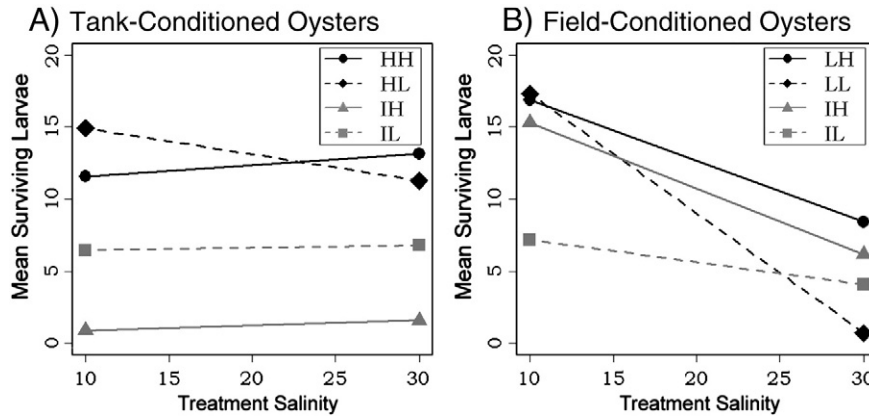 A) Tank-Conditioned Oysters
Mean Surviving Larvae
20
15
10
5
0
HH
HL
IH
IL
10 15 20 25 30
Treatment Salinity
B) Field-Conditioned Oysters
Mean Surviving Larvae
20
15
10
5
0
LH
LL
IH
IL
10 15 20 25 30
Treatment Salinity